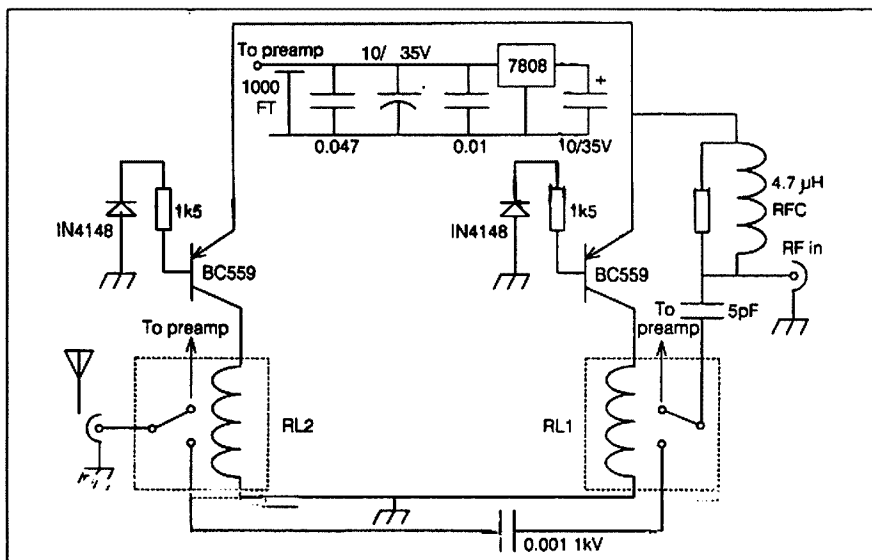 To preamp
10/ 35V
7808
+
1000
FT
0.047
0.01
10/35V
4.7 µH
RFC
IN4148
1k5
IN4148
1k5
RF in
BC559
BC559
5pF
To preamp
To
preamp
RL2
RL1
0.001 1kV